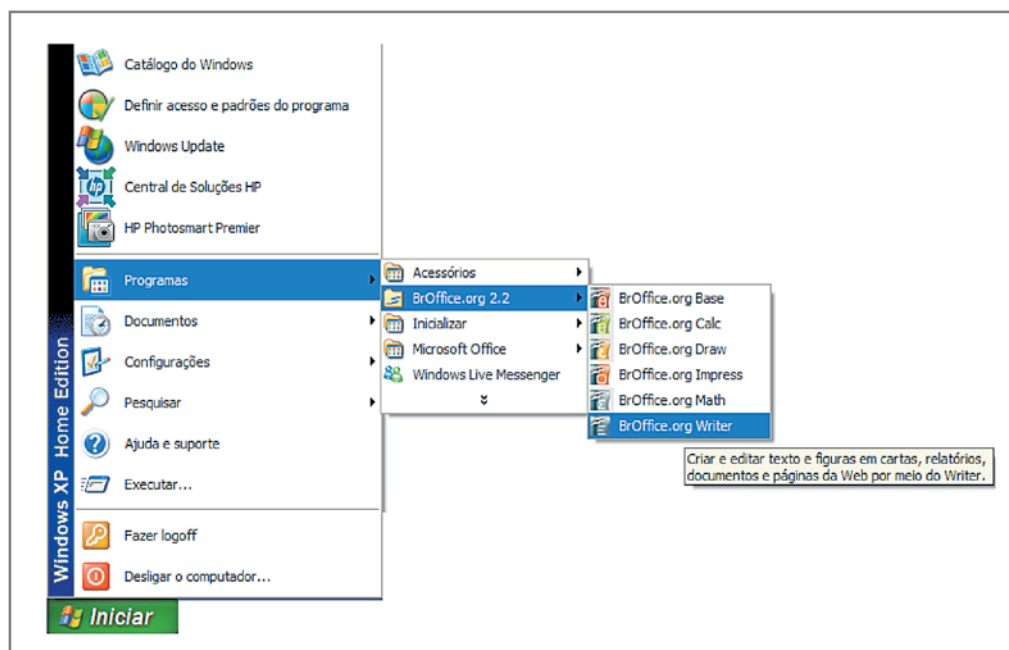 Catálogo do Windows
Definir acesso e padrões do programa
Windows Update
Central de Soluções HP
HP Photosmart Premier
Programas
Documentos
Configurações
Pesquisar
Ajuda e suporte
Executar...
Fazer logoff
Desligar o computador...
Windows XP Home Edition
Iniciar
Acessórios
BrOffice.org 2.2
Inicializar
Microsoft Office
Windows Live Messenger
BrOffice.org Base
BrOffice.org Calc
BrOffice.org Draw
BrOffice.org Impress
BrOffice.org Math
BrOffice.org Writer
Criar e editar texto e figuras em cartas, relatórios,
documentos e páginas da Web por meio do Writer.